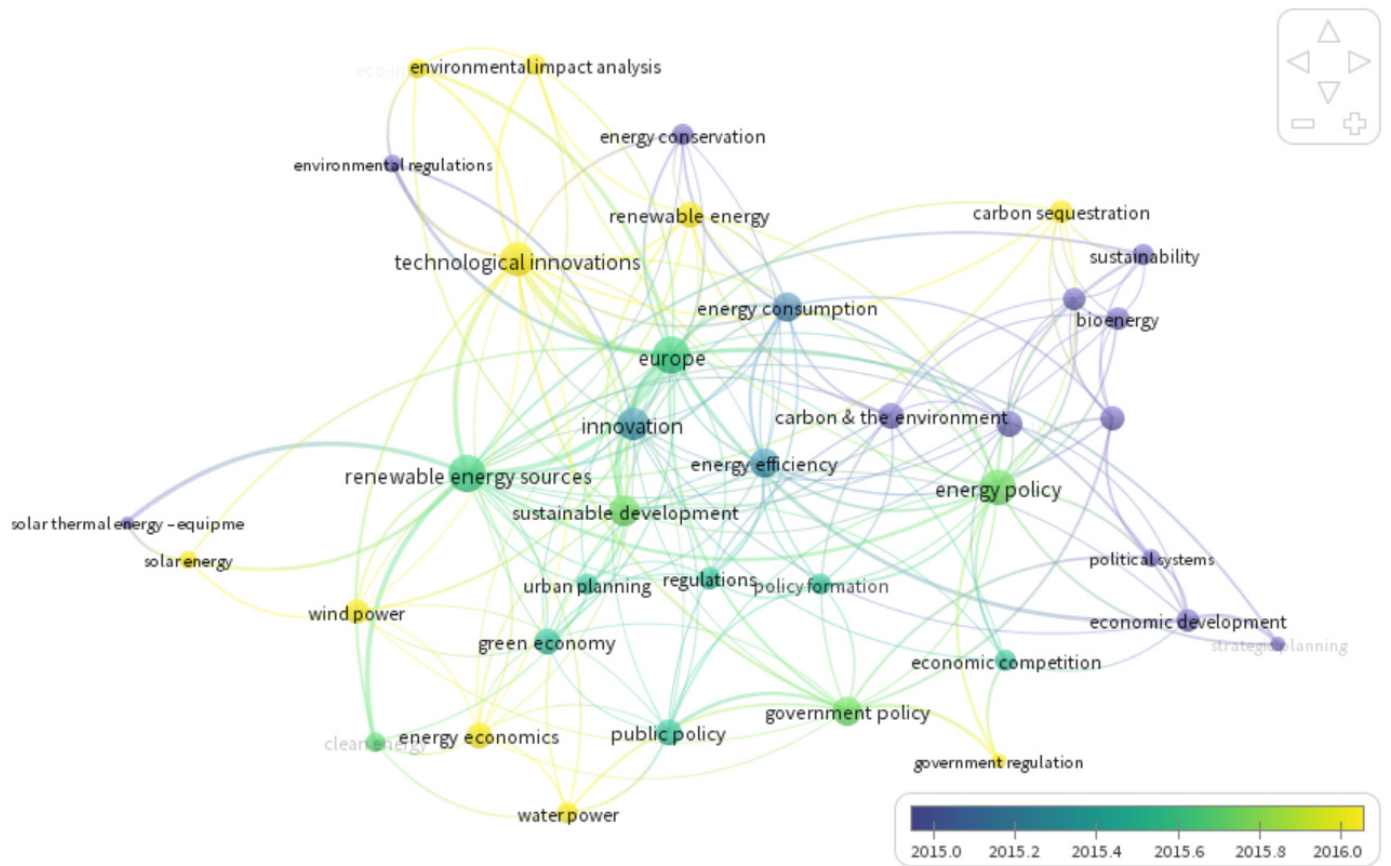 environmental impact analysis
energy conservation
environmental regulations
renewable energy
carbon sequestration
technological innovations
sustainability
energy consumption
bioenergy
europe
carbon & the environment
innovation
energy efficiency
renewable energy sources
energy policy
sustainable development
solar thermal energy – equipme
solar energy
political systems
urban planning
regulations
policy formation
wind power
economic development
green economy
strategic planning
economic competition
government policy
public policy
energy economics
clean energy
government regulation
water power
2015.0 2015.2 2015.4 2015.6 2015.8 2016.0